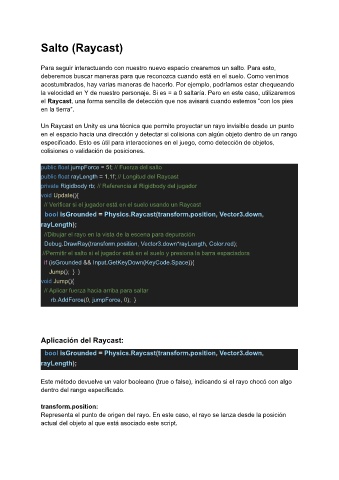 Salto (Raycast)
Para seguir interactuando con nuestro nuevo espacio crearemos un salto. Para esto,
deberemos buscar maneras para que reconozca cuando está en el suelo. Como venimos
acostumbrados, hay varias maneras de hacerlo. Por ejemplo, podríamos estar chequeando
la velocidad en Y de nuestro personaje. Si es = a 0 saltaría. Pero en este caso, utilizaremos
el Raycast, una forma sencilla de detección que nos avisará cuando estemos "con los pies
en la tierra".
Un Raycast en Unity es una técnica que permite proyectar un rayo invisible desde un punto
en el espacio hacia una dirección y detectar si colisiona con algún objeto dentro de un rango
especificado. Esto es útil para interacciones en el juego, como detección de objetos,
colisiones o validación de posiciones.
public float jumpForce = 5f; // Fuerza del salto
public float rayLength = 1.1f; // Longitud del Raycast
private Rigidbody rb; // Referencia al Rigidbody del jugador
void Update(){
// Verificar si el jugador está en el suelo usando un Raycast
bool isGrounded = Physics.Raycast(transform.position, Vector3.down,
rayLength);
//Dibujar el rayo en la vista de la escena para depuración
Debug.DrawRay(transform.position, Vector3.down*rayLength, Color.red);
//Permitir el salto si el jugador está en el suelo y presiona la barra espaciadora
if (isGrounded && Input.GetKeyDown(KeyCode.Space)){
Jump(); } }
void Jump(){
// Aplicar fuerza hacia arriba para saltar
rb.AddForce(0, jumpForce, 0); }
Aplicación del Raycast:
bool isGrounded = Physics.Raycast(transform.position, Vector3.down,
rayLength);
Este método devuelve un valor booleano (true o false), indicando si el rayo chocó con algo
dentro del rango especificado.
transform.position:
Representa el punto de origen del rayo. En este caso, el rayo se lanza desde la posición
actual del objeto al que está asociado este script.